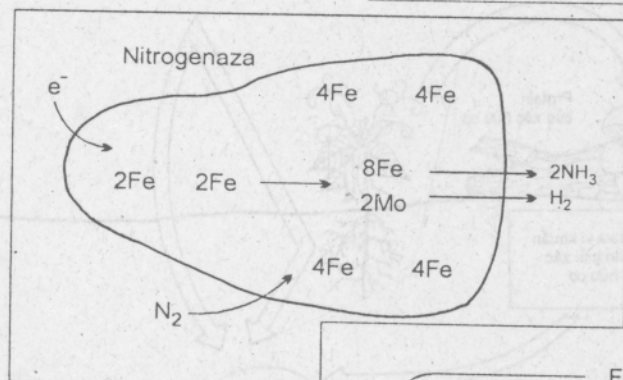 Nitrogenaza
e⁻
4Fe 4Fe
2Fe 2Fe 8Fe 2NH₃
2Mo H₂
4Fe 4Fe
N₂